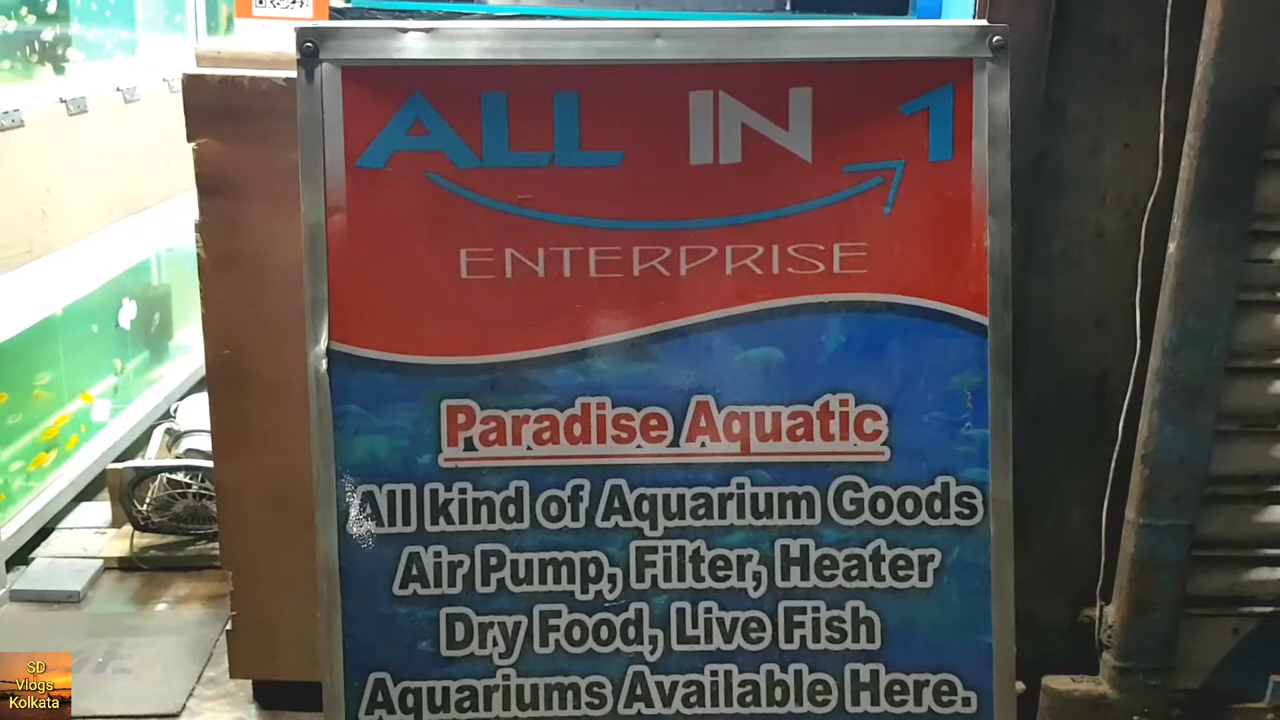 ALL IN 1
ENTERPRISE
Paradise Aquatic
All kind of Aquarium Goods
Air Pump, Filter, Heater
Dry Food, Live Fish
Aquariums Available Here.
SD
Vlogs
Kolkata